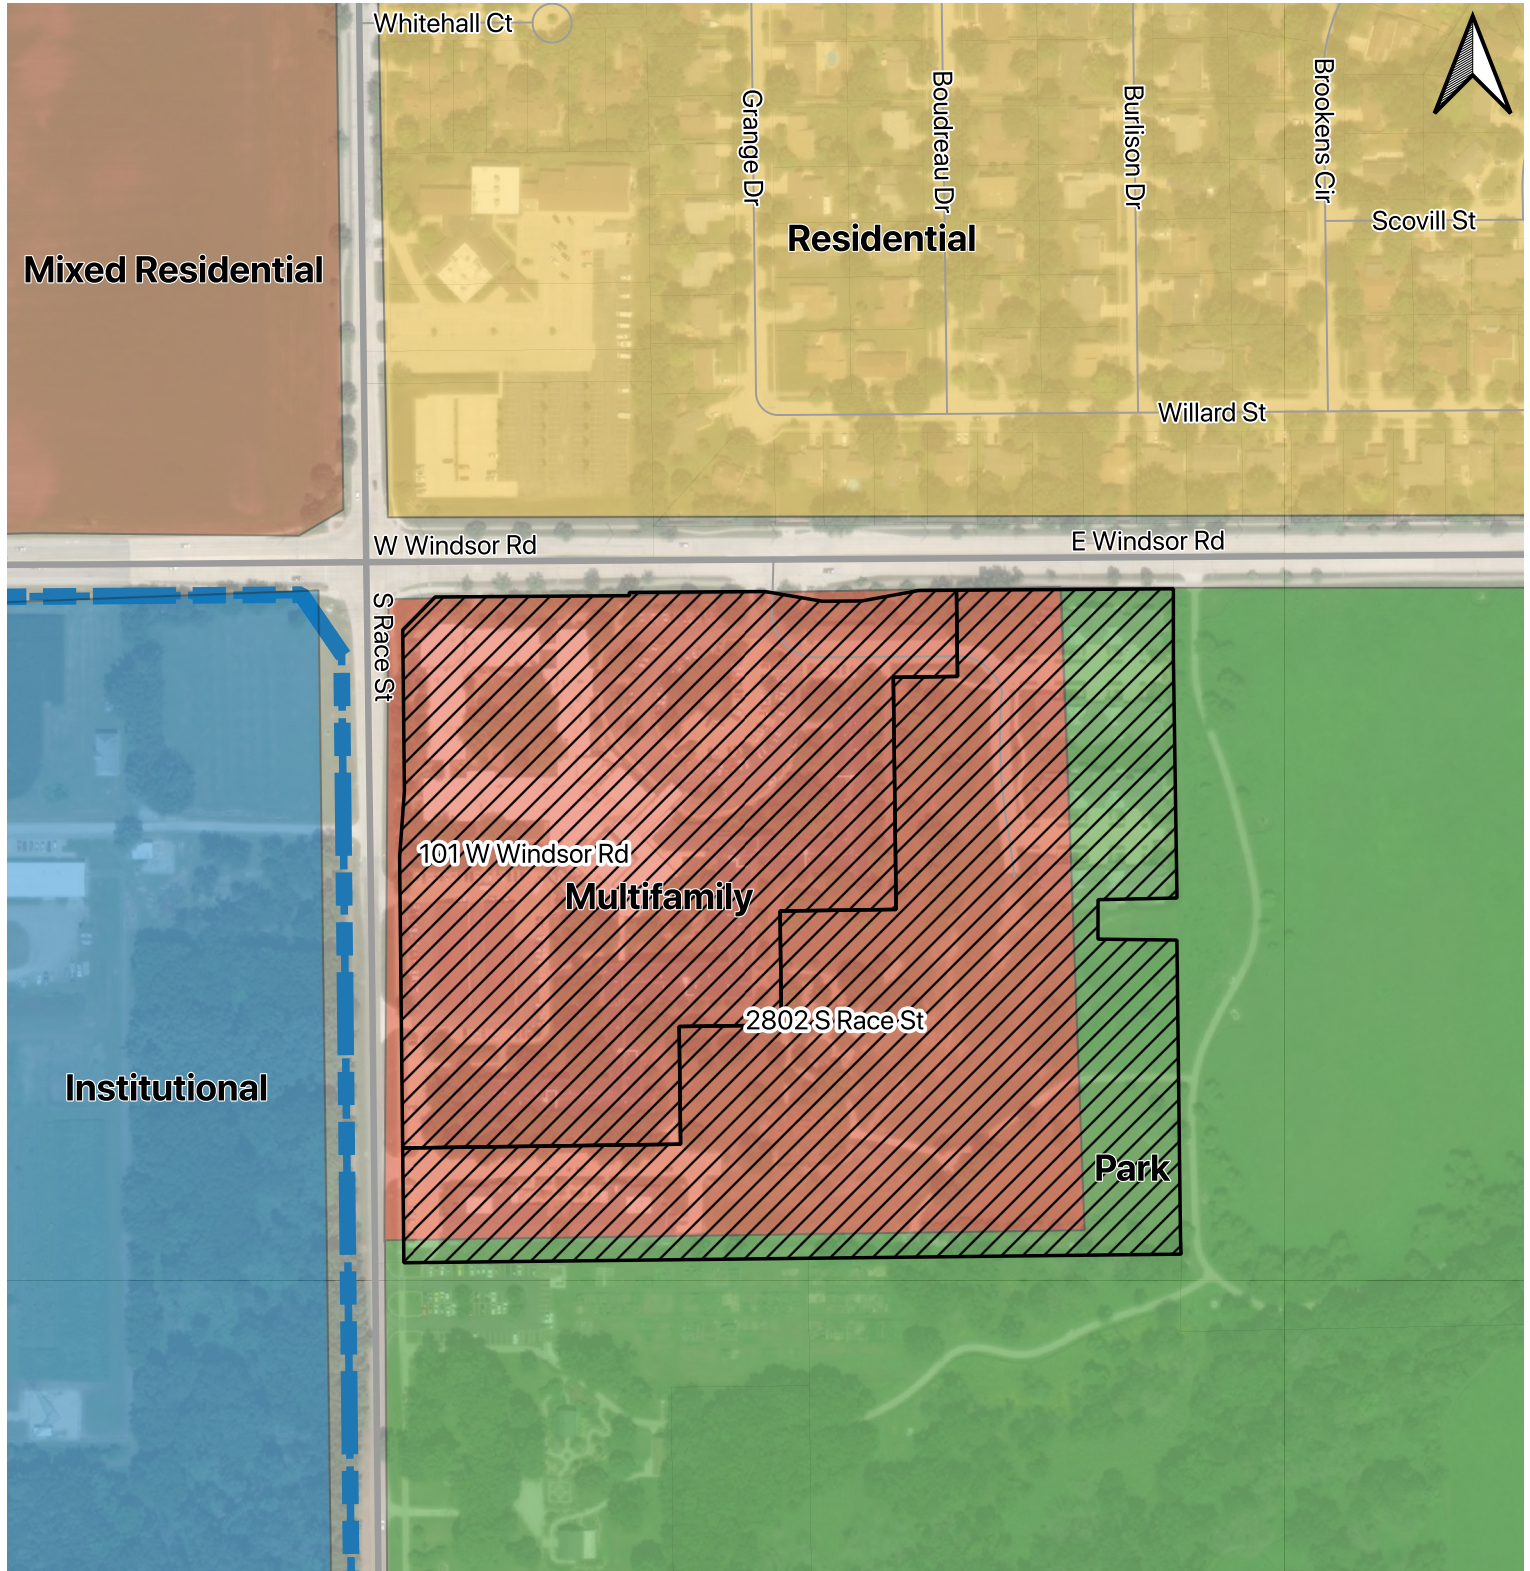 Whitehall Ct
Grange Dr
Boudreau Dr
Burlison Dr
Brookens Cir
Scovill St
Residential
Mixed Residential
Willard St
W Windsor Rd
E Windsor Rd
S Race St
101 W Windsor Rd
Multifamily
2802 S Race St
Institutional
Park